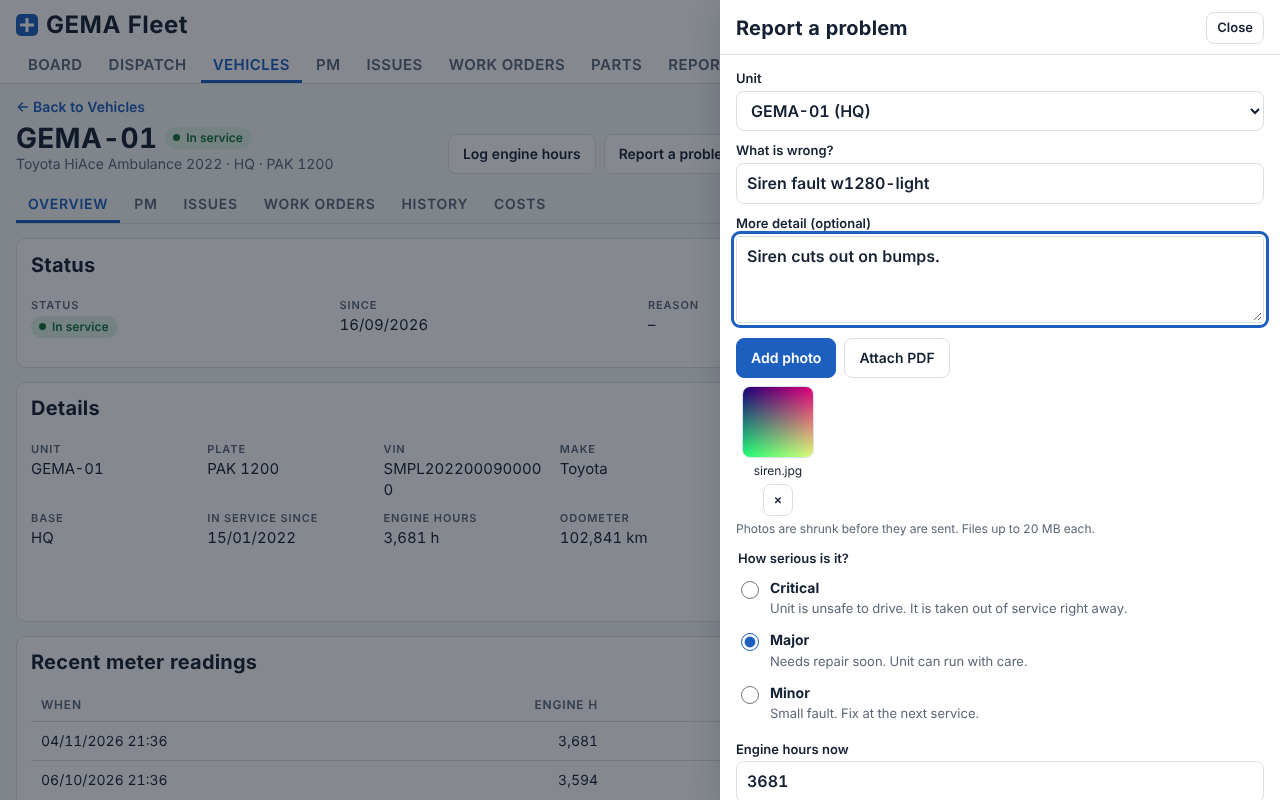 GEMA Fleet
BOARD DISPATCH VEHICLES PM ISSUES WORK ORDERS PARTS REPOR
← Back to Vehicles
GEMA-01 In service
Toyota HiAce Ambulance 2022 · HQ · PAK 1200
Log engine hours Report a proble
OVERVIEW PM ISSUES WORK ORDERS HISTORY COSTS
Status
STATUS SINCE REASON
In service 16/09/2026 –
Details
UNIT PLATE VIN MAKE
GEMA-01 PAK 1200 SMPL202200090000 Toyota
0
BASE IN SERVICE SINCE ENGINE HOURS ODOMETER
HQ 15/01/2022 3,681 h 102,841 km
Recent meter readings
WHEN ENGINE H
04/11/2026 21:36 3,681
06/10/2026 21:36 3,594
Report a problem Close
Unit
GEMA-01 (HQ)
What is wrong?
Siren fault w1280-light
More detail (optional)
Siren cuts out on bumps.
Add photo Attach PDF
siren.jpg
×
Photos are shrunk before they are sent. Files up to 20 MB each.
How serious is it?
Critical
Unit is unsafe to drive. It is taken out of service right away.
Major
Needs repair soon. Unit can run with care.
Minor
Small fault. Fix at the next service.
Engine hours now
3681